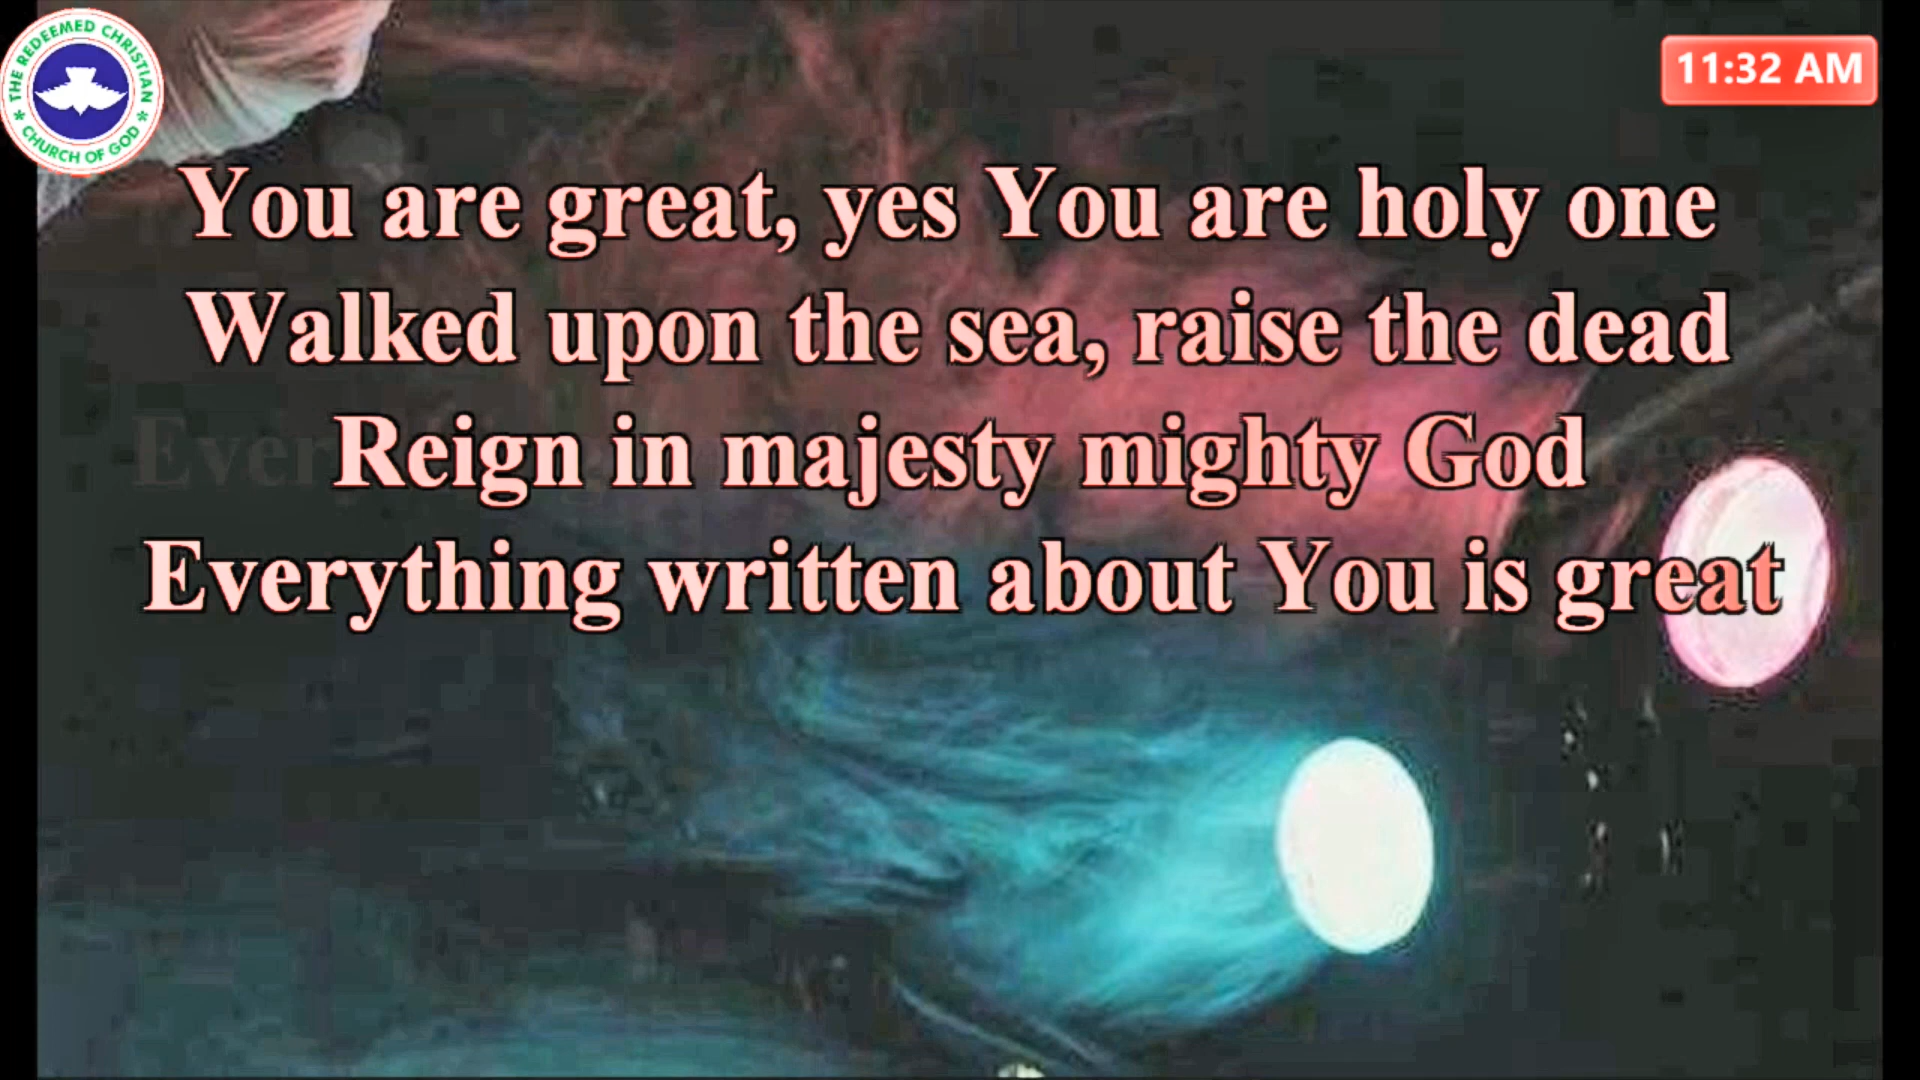 THE REDEEMED CHRISTIAN
CHURCH OF GOD
11:32 AM
You are great, yes You are holy one
Walked upon the sea, raise the dead
Reign in majesty mighty God
Everything written about You is great